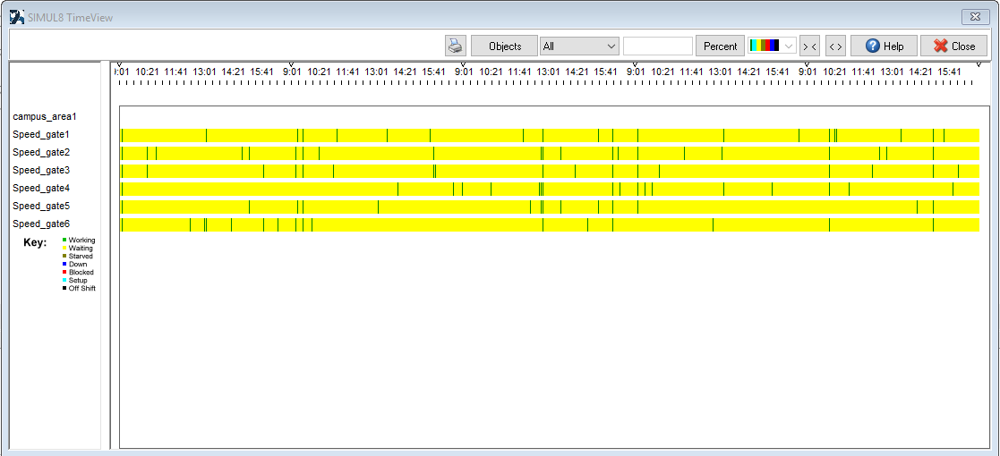 SIMUL8 TimeView
Objects All Percent > < < > Help Close
9:01 10:21 11:41 13:01 14:21 15:41 9:01 10:21 11:41 13:01 14:21 15:41 9:01 10:21 11:41 13:01 14:21 15:41 9:01 10:21 11:41 13:01 14:21 15:41 9:01 10:21 11:41 13:01 14:21 15:41
campus_area1
Speed_gate1
Speed_gate2
Speed_gate3
Speed_gate4
Speed_gate5
Speed_gate6
Key:
Working
Waiting
Starved
Down
Blocked
Setup
Off Shift